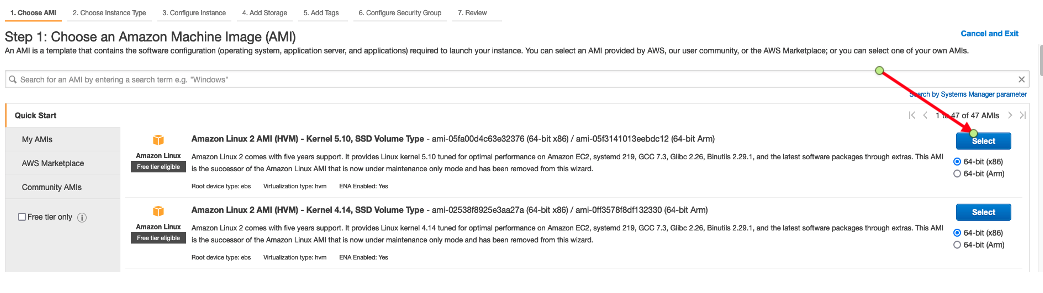 1. Choose AMI 2. Choose Instance Type 3. Configure Instance 4. Add Storage 5. Add Tags 6. Configure Security Group 7. Review
Step 1: Choose an Amazon Machine Image (AMI)
Cancel and Exit
An AMI is a template that contains the software configuration (operating system, application server, and applications) required to launch your instance. You can select an AMI provided by AWS, our user community, or the AWS Marketplace; or you can select one of your own AMIs.
Search for an AMI by entering a search term e.g. "Windows"
Search by Systems Manager parameter
Quick Start
1 to 47 of 47 AMIs
My AMIs
AWS Marketplace
Community AMIs
Free tier only
Amazon Linux
Free tier eligible
Amazon Linux 2 AMI (HVM) - Kernel 5.10, SSD Volume Type - ami-05fa00d4c63e32376 (64-bit x86) / ami-05f3141013eebdc12 (64-bit Arm)
Amazon Linux 2 comes with five years support. It provides Linux kernel 5.10 tuned for optimal performance on Amazon EC2, systemd 219, GCC 7.3, Glibc 2.26, Binutils 2.29.1, and the latest software packages through extras. This AMI
is the successor of the Amazon Linux AMI that is now under maintenance only mode and has been removed from this wizard.
Root device type: ebs Virtualization type: hvm ENA Enabled: Yes
Select
64-bit (x86)
64-bit (Arm)
Amazon Linux
Free tier eligible
Amazon Linux 2 AMI (HVM) - Kernel 4.14, SSD Volume Type - ami-02538f8925e3aa27a (64-bit x86) / ami-0ff3578f8df132330 (64-bit Arm)
Amazon Linux 2 comes with five years support. It provides Linux kernel 4.14 tuned for optimal performance on Amazon EC2, systemd 219, GCC 7.3, Glibc 2.26, Binutils 2.29.1, and the latest software packages through extras. This AMI
is the successor of the Amazon Linux AMI that is now under maintenance only mode and has been removed from this wizard.
Root device type: ebs Virtualization type: hvm ENA Enabled: Yes
Select
64-bit (x86)
64-bit (Arm)